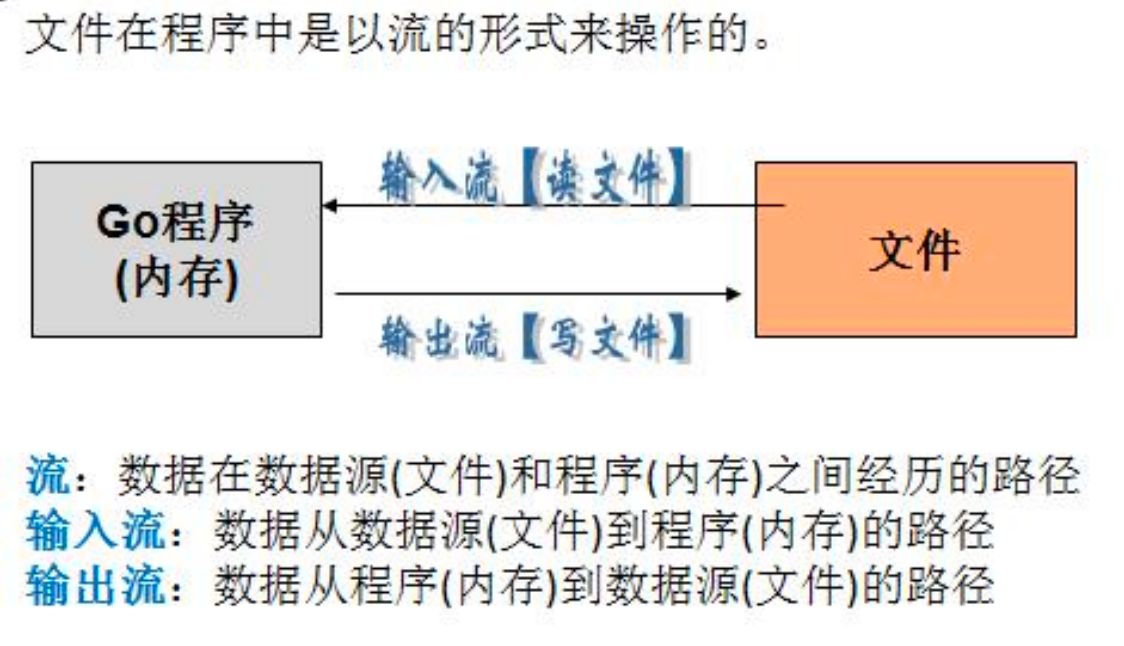 文件在程序中是以流的形式来操作的。
输入流【读文件】
Go程序
(内存)
文件
输出流【写文件】
流：数据在数据源(文件)和程序(内存)之间经历的路径
输入流：数据从数据源(文件)到程序(内存)的路径
输出流：数据从程序(内存)到数据源(文件)的路径